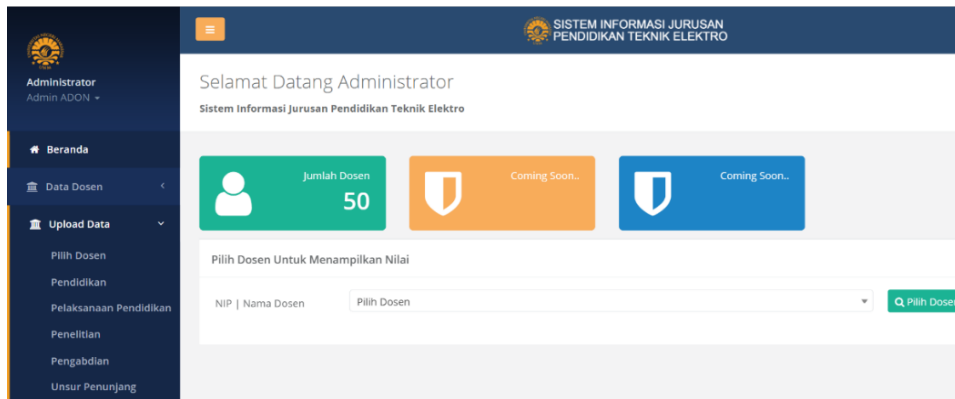 SISTEM INFORMASI JURUSAN
PENDIDIKAN TEKNIK ELEKTRO
Administrator
Admin ADON
Selamat Datang Administrator
Sistem Informasi Jurusan Pendidikan Teknik Elektro
Beranda
Data Dosen
Upload Data
Pilih Dosen
Pendidikan
Pelaksanaan Pendidikan
Penelitian
Pengabdian
Unsur Penunjang
Jumlah Dosen
50
Coming Soon..
Coming Soon..
Pilih Dosen Untuk Menampilkan Nilai
NIP | Nama Dosen
Pilih Dosen
Pilih Dosen